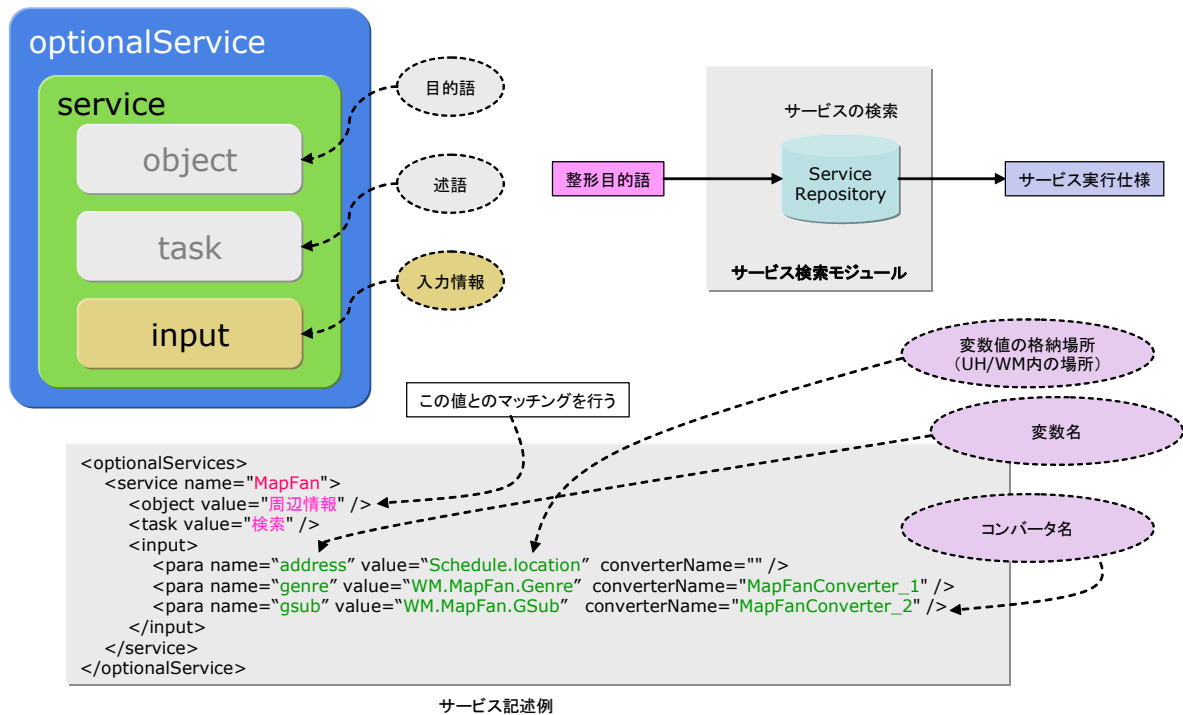 optionalService
service
object
task
input
目的語
述語
入力情報
サービスの検索
整形目的語
Service
Repository
サービス実行仕様
サービス検索モジュール
変数値の格納場所
（UH/WM内の場所）
この値とのマッチングを行う
変数名
コンバータ名
<optionalServices>
<service name="MapFan">
<object value="周辺情報" />
<task value="検索" />
<input>
<para name=“address” value=“Schedule.location” converterName="" />
<para name=“genre” value=“WM.MapFan.Genre” converterName="MapFanConverter_1" />
<para name=“gsub” value=“WM.MapFan.GSub” converterName="MapFanConverter_2" />
</input>
</service>
</optionalService>
サービス記述例